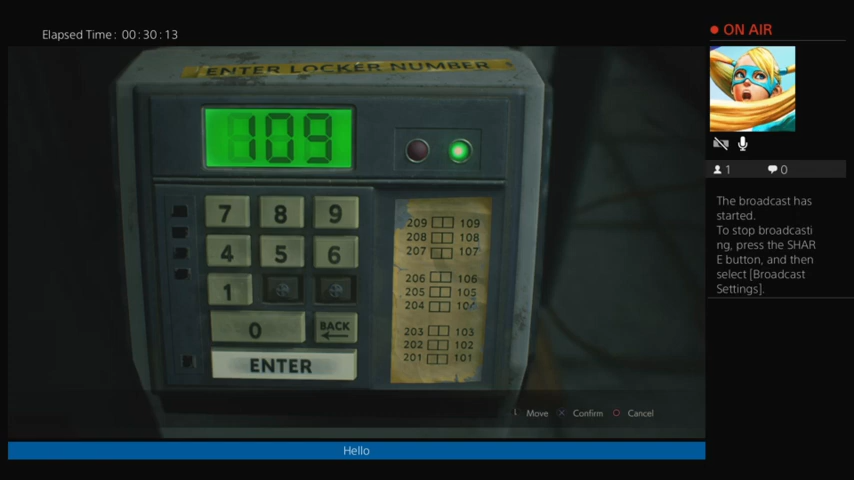 Elapsed Time: 00:30:13
ON AIR
ENTER LOCKER NUMBER
109
7 8 9
4 5 6
1
0 BACK
ENTER
209 109
208 108
207 107
206 106
205 105
204 104
203 103
202 102
201 101
1 0
The broadcast has
started.
To stop broadcasti
ng, press the SHAR
E button, and then
select [Broadcast
Settings].
L Move X Confirm O Cancel
Hello